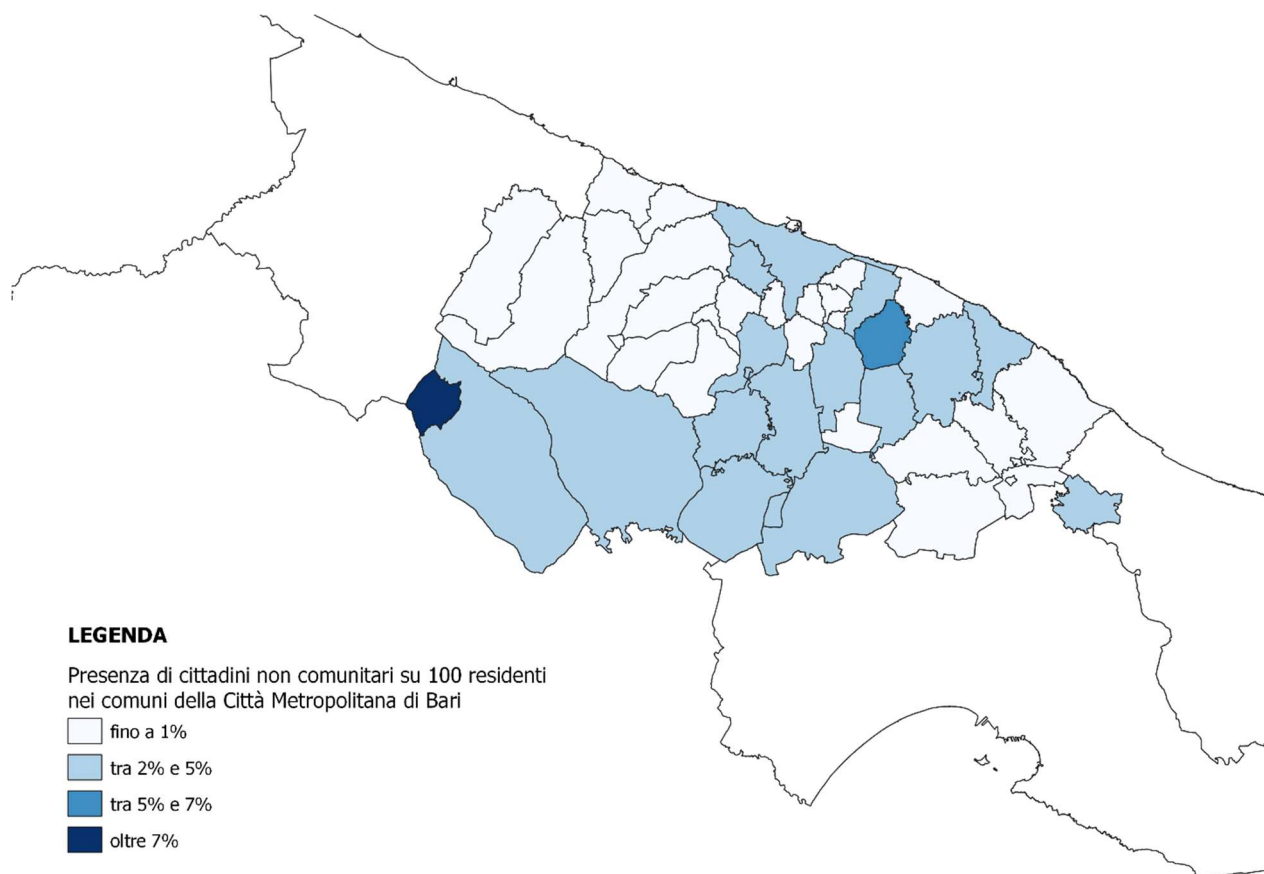 LEGENDA
Presenza di cittadini non comunitari su 100 residenti
nei comuni della Città Metropolitana di Bari
fino a 1%
tra 2% e 5%
tra 5% e 7%
oltre 7%